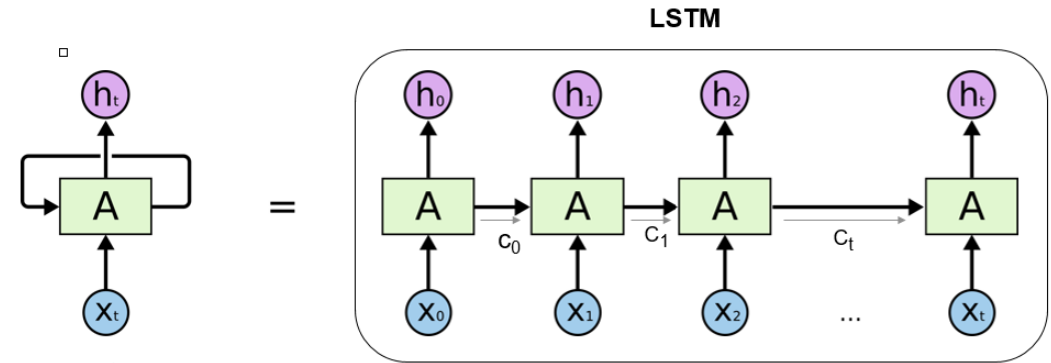 LSTM
hₜ h₀ h₁ h₂ hₜ
A = A A A A
c₀ C₁ Cₜ
xₜ x₀ x₁ x₂ ... xₜ